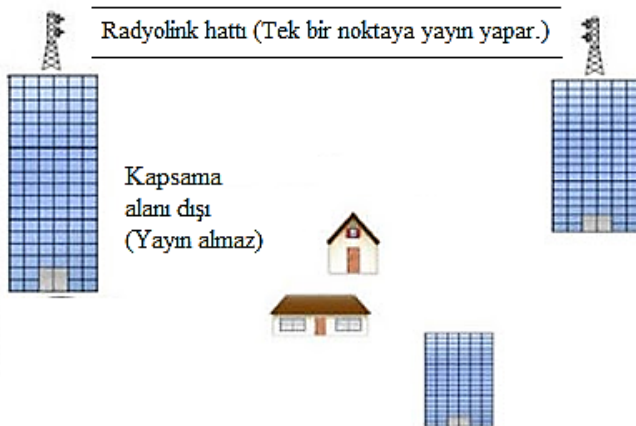 Radyolink hattı (Tek bir noktaya yayın yapar.)
Kapsama
alanı dışı
(Yayın almaz)